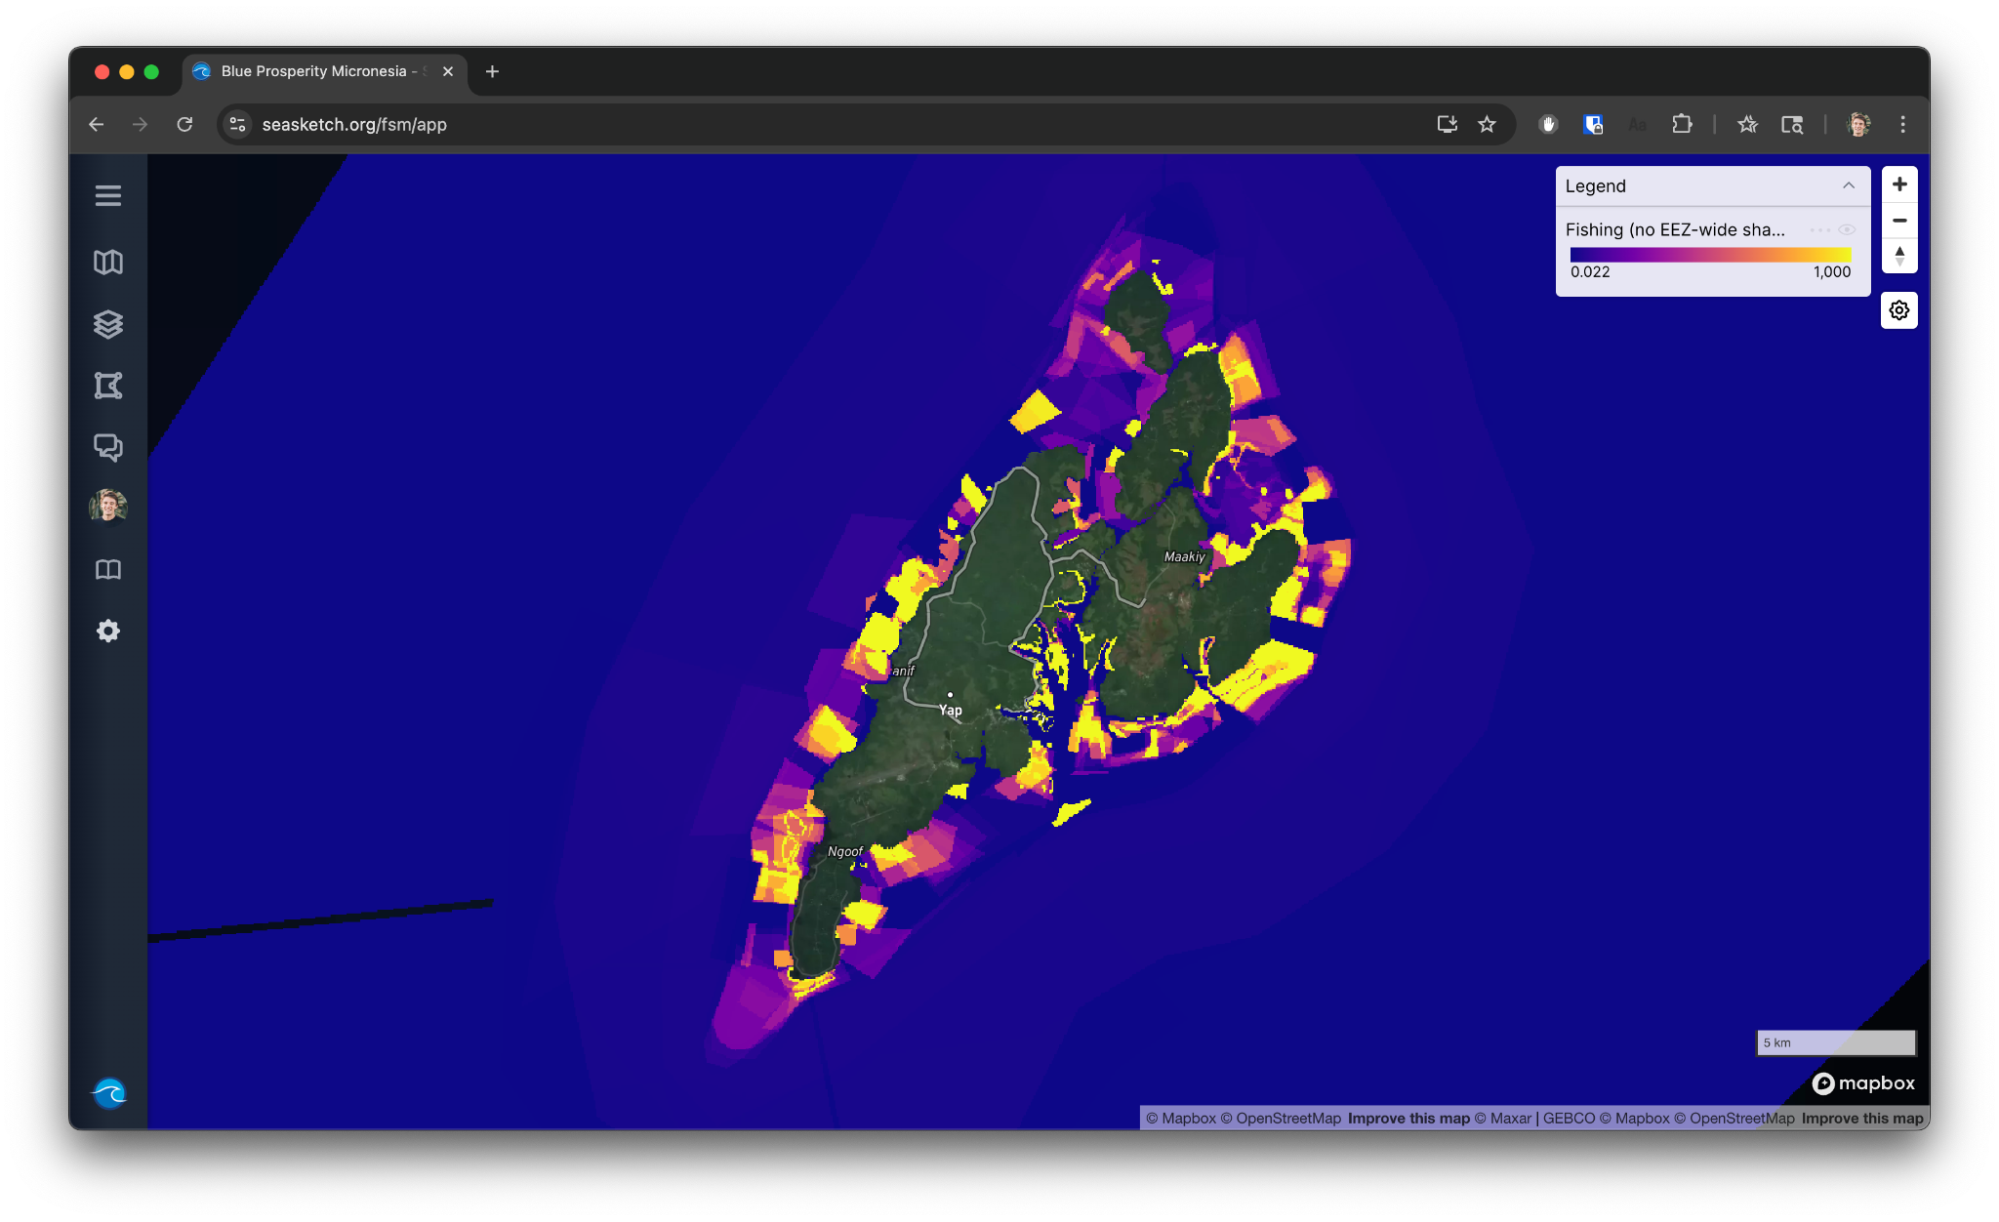 Blue Prosperity Micronesia -
seasketch.org/fsm/app
Aa
Legend
Fishing (no EEZ-wide sha...
0.022 1,000
Maakiy
anif
Yap
Ngoof
5 km
mapbox
© Mapbox © OpenStreetMap Improve this map © Maxar | GEBCO © Mapbox © OpenStreetMap Improve this map